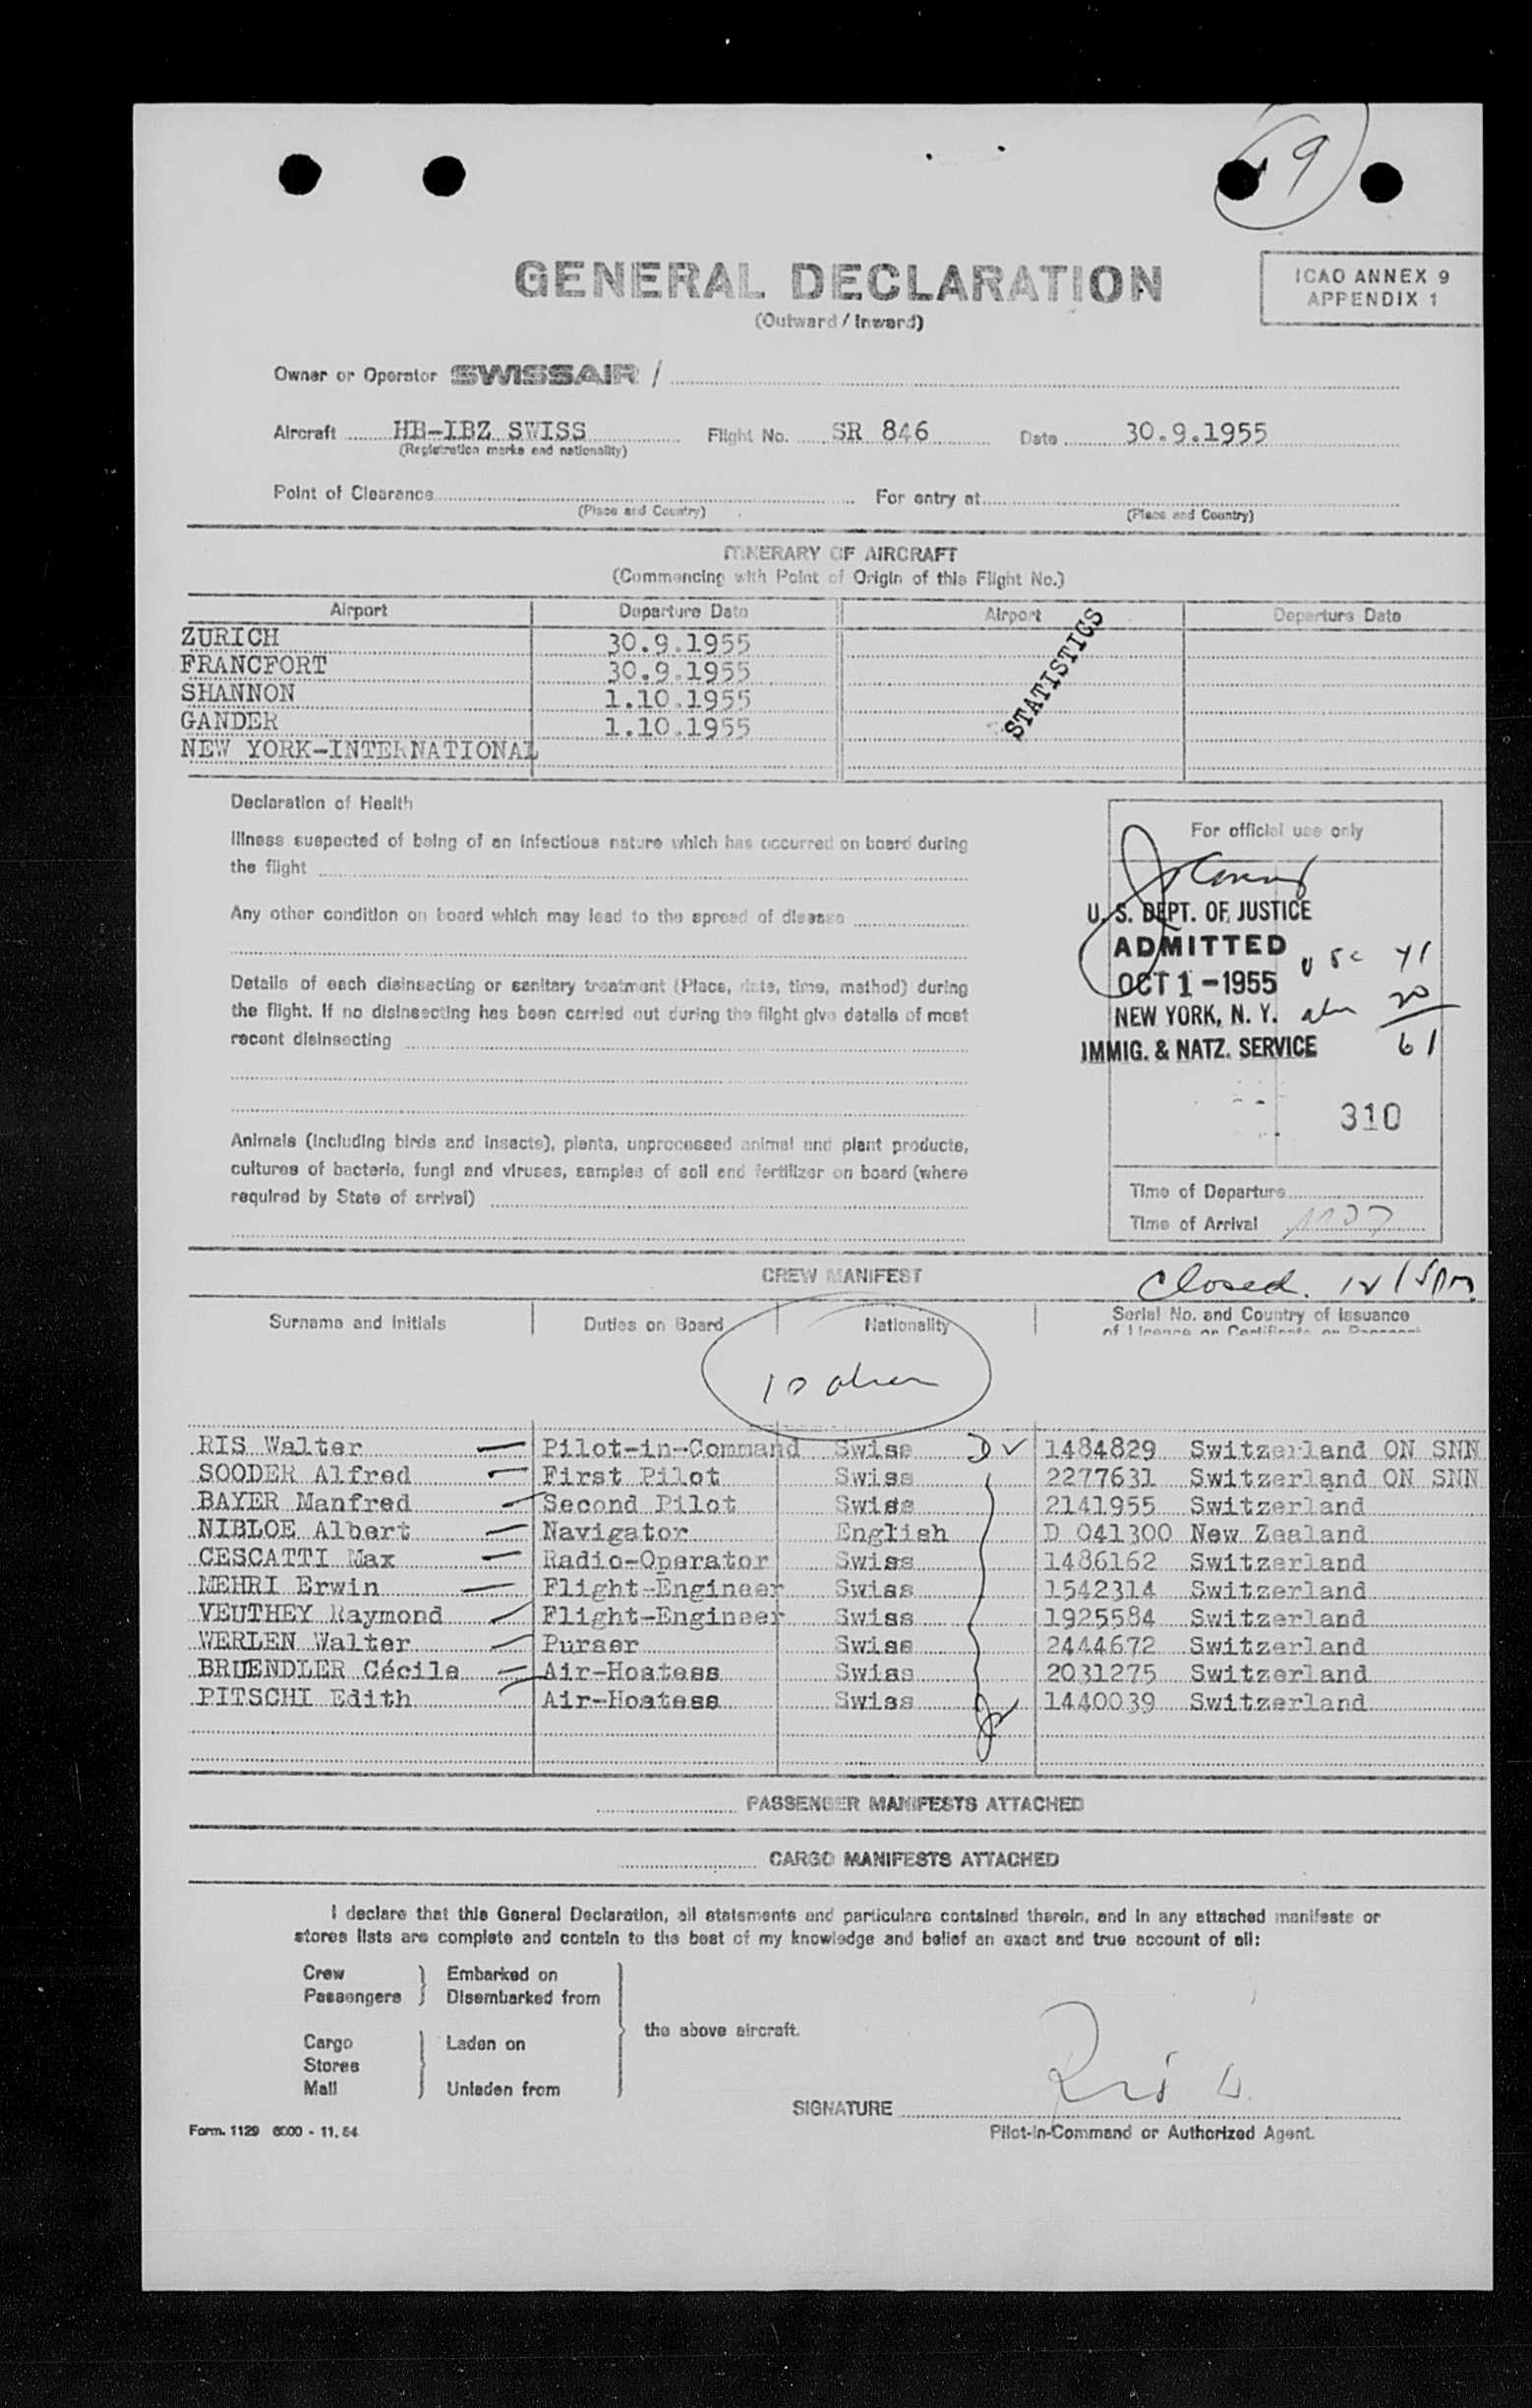 9
GENERAL DECLARATION
(Outward / Inward)
ICAO ANNEX 9
APPENDIX 1
Owner or Operator SWISSAIR /
Aircraft HB-IBZ SWISS Flight No. SR 846 Date 30.9.1955
(Registration marks and nationality)
Point of Clearance For entry at
(Place and Country) (Place and Country)
ITINERARY OF AIRCRAFT
(Commencing with Point of Origin of this Flight No.)
Airport Departure Date Airport Departure Date
ZURICH 30.9.1955
FRANCFORT 30.9.1955
SHANNON 1.10.1955
GANDER 1.10.1955
NEW YORK-INTERNATIONAL
STATISTICS
Declaration of Health
Illness suspected of being of an infectious nature which has occurred on board during
the flight
Any other condition on board which may lead to the spread of disease
Details of each disinsecting or sanitary treatment (Place, date, time, method) during
the flight. If no disinsecting has been carried out during the flight give details of most
recent disinsecting
Animals (including birds and insects), plants, unprocessed animal and plant products,
cultures of bacteria, fungi and viruses, samples of soil and fertilizer on board (where
required by State of arrival)
For official use only
U. S. DEPT. OF JUSTICE
ADMITTED
OCT 1 - 1955 usc 41
NEW YORK, N. Y. 20
IMMIG. & NATZ. SERVICE 61
310
Time of Departure
Time of Arrival
CREW MANIFEST
Closed.
Surname and Initials Duties on Board Nationality Serial No. and Country of Issuance
of License or Certificate or Passport
10 alien
RIS Walter Pilot-in-Command Swiss D 1484829 Switzerland ON SNN
SOODER Alfred First Pilot Swiss 2277631 Switzerland ON SNN
BAYER Manfred Second Pilot Swiss 2141955 Switzerland
NIBLOE Albert Navigator English D 041300 New Zealand
CESCATTI Max Radio-Operator Swiss 1486162 Switzerland
MEHRI Erwin Flight-Engineer Swiss 1542314 Switzerland
VEUTHEY Raymond Flight-Engineer Swiss 1925584 Switzerland
WERLEN Walter Purser Swiss 2444672 Switzerland
BRUENDLER Cécile Air-Hostess Swiss 2031275 Switzerland
PITSCHI Edith Air-Hostess Swiss 1440039 Switzerland
PASSENGER MANIFESTS ATTACHED
CARGO MANIFESTS ATTACHED
I declare that this General Declaration, all statements and particulars contained therein, and in any attached manifests or
stores lists are complete and contain to the best of my knowledge and belief an exact and true account of all:
Crew Embarked on
Passengers Disembarked from
the above aircraft.
Cargo Laden on
Stores
Mail Unladen from
SIGNATURE Ris W.
Pilot-in-Command or Authorized Agent.
Form. 1129 6000 - 11. 54